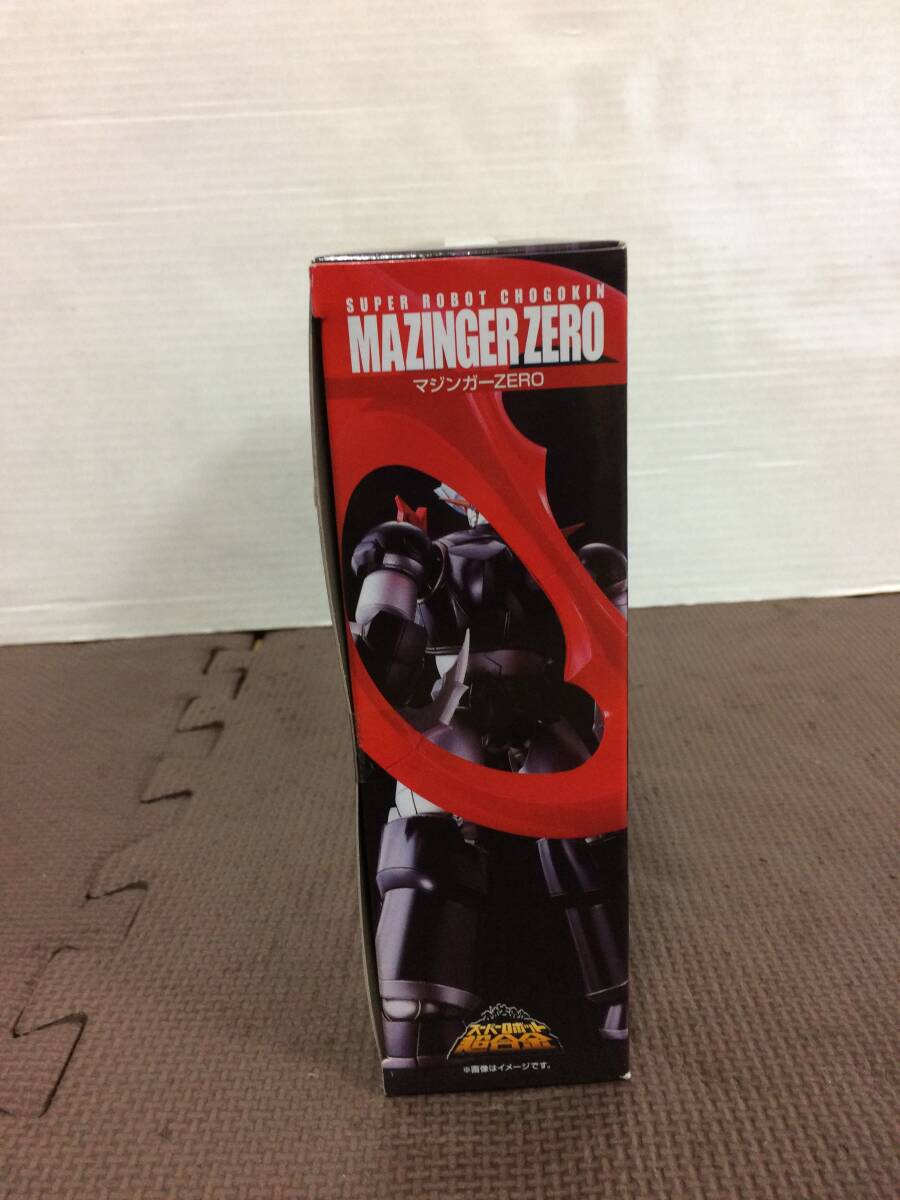 SUPER ROBOT CHOGOKIN
MAZINGER ZERO
マジンガーZERO
スーパーロボット
超合金
※画像はイメージです。